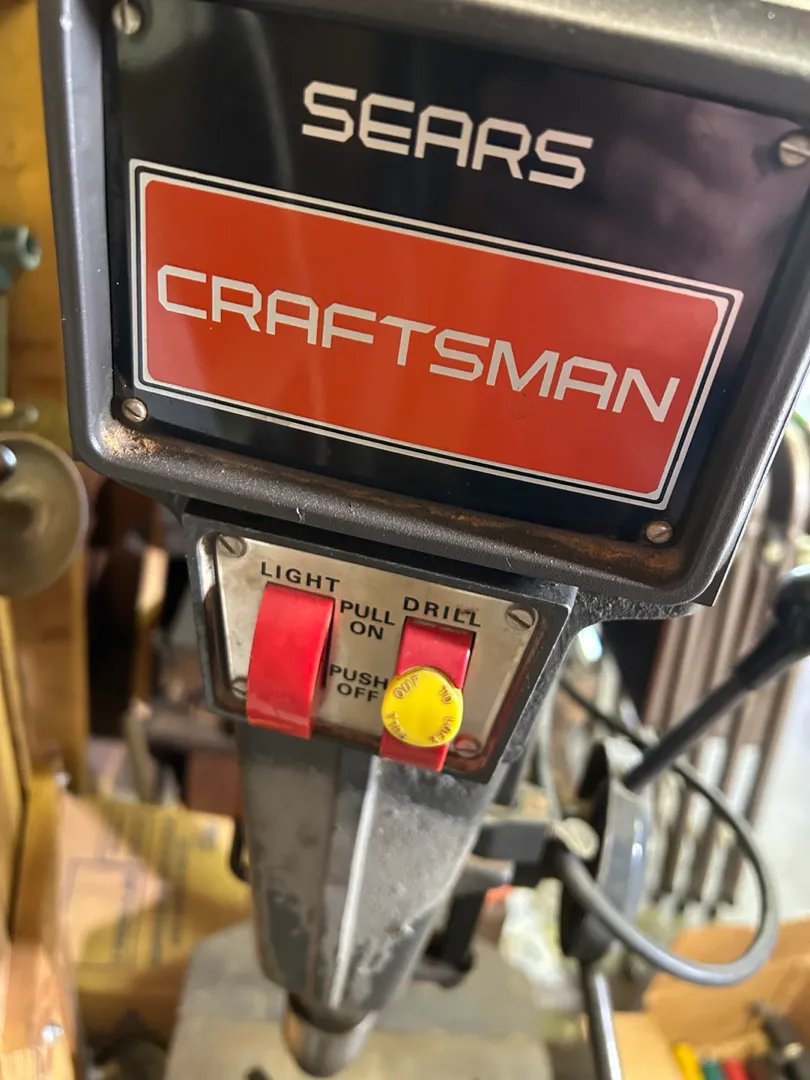 SEARS
CRAFTSMAN
LIGHT
PULL
ON
DRILL
PUSH
OFF